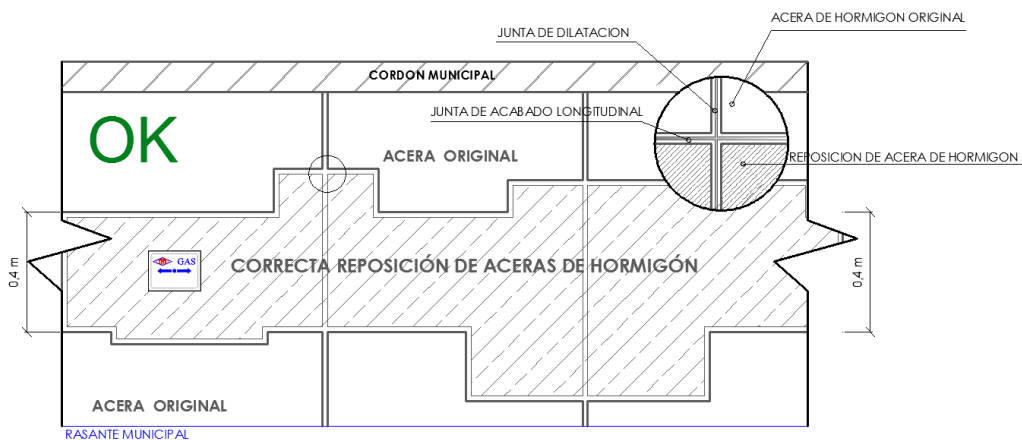 ACERA DE HORMIGON ORIGINAL
JUNTA DE DILATACION
CORDON MUNICIPAL
JUNTA DE ACABADO LONGITUDINAL
OK
ACERA ORIGINAL
REPOSICION DE ACERA DE HORMIGON
0,4 m
GAS
CORRECTA REPOSICIÓN DE ACERAS DE HORMIGÓN
0,4 m
ACERA ORIGINAL
RASANTE MUNICIPAL